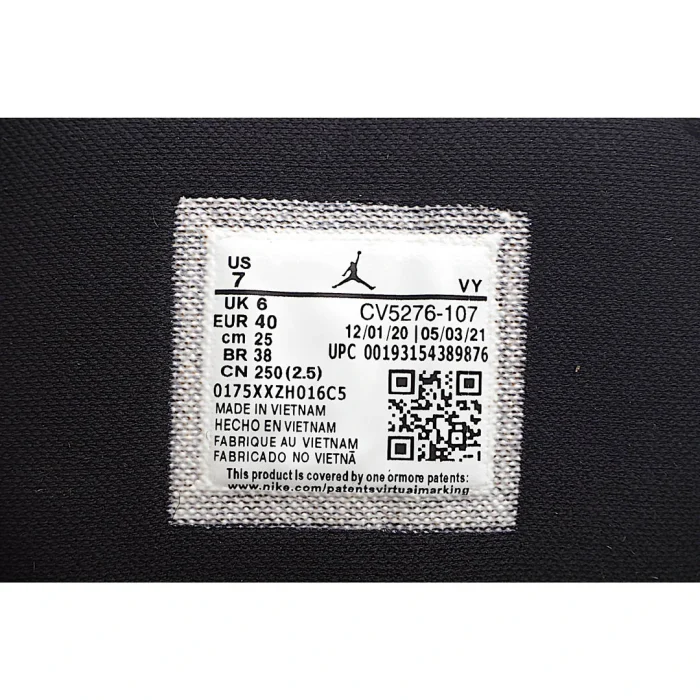 US
7
VY
UK 6
EUR 40
cm 25
BR 38
CN 250 (2.5)
CV5276-107
12/01/20 | 05/03/21
UPC 00193154389876
0175XXZH016C5
MADE IN VIETNAM
HECHO EN VIETNAM
FABRIQUE AU VIETNAM
FABRICADO NO VIETNÃ
This product is covered by one ormore patents:
www.nike.com/patentsvirtuaimarking